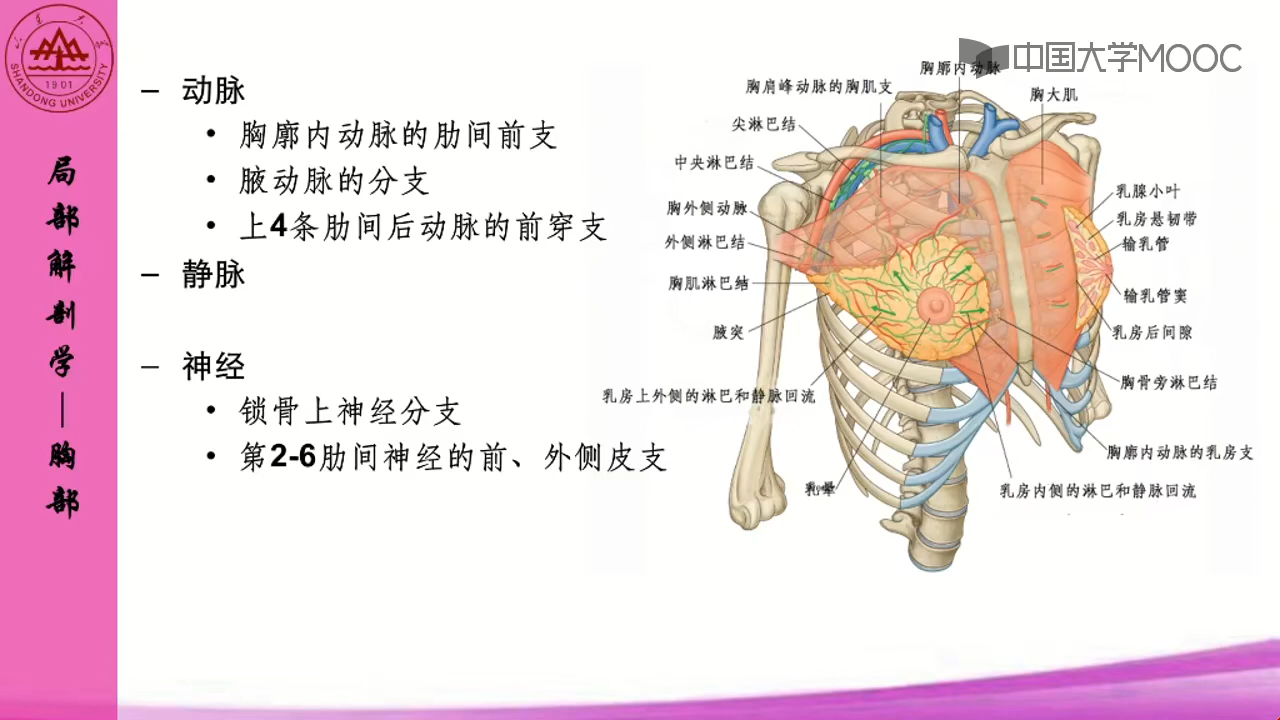 SHANDONG UNIVERSITY
1901
局部解剖学—胸部
– 动脉
• 胸廓内动脉的肋间前支
• 腋动脉的分支
• 上4条肋间后动脉的前穿支
– 静脉
– 神经
• 锁骨上神经分支
• 第2-6肋间神经的前、外侧皮支
中国大学MOOC
胸廓内动脉
胸肩峰动脉的胸肌支
胸大肌
尖淋巴结
中央淋巴结
胸外侧动脉
外侧淋巴结
胸肌淋巴结
腋突
乳房上外侧的淋巴和静脉回流
乳晕
乳腺小叶
乳房悬韧带
输乳管
输乳管窦
乳房后间隙
胸骨旁淋巴结
胸廓内动脉的乳房支
乳房内侧的淋巴和静脉回流